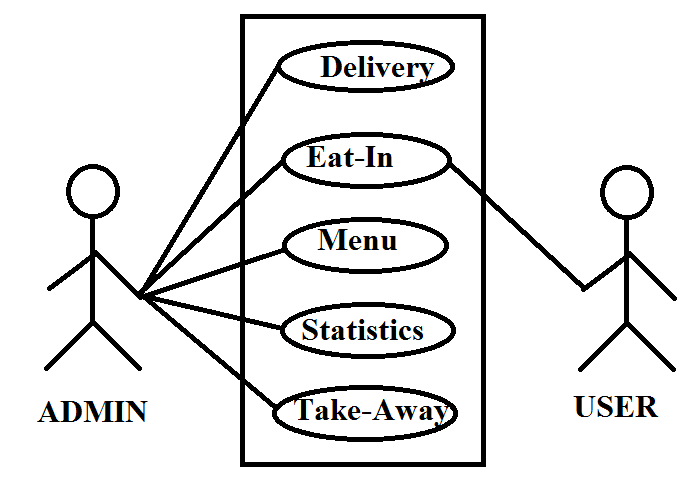 Delivery
Eat-In
Menu
Statistics
Take-Away
ADMIN
USER